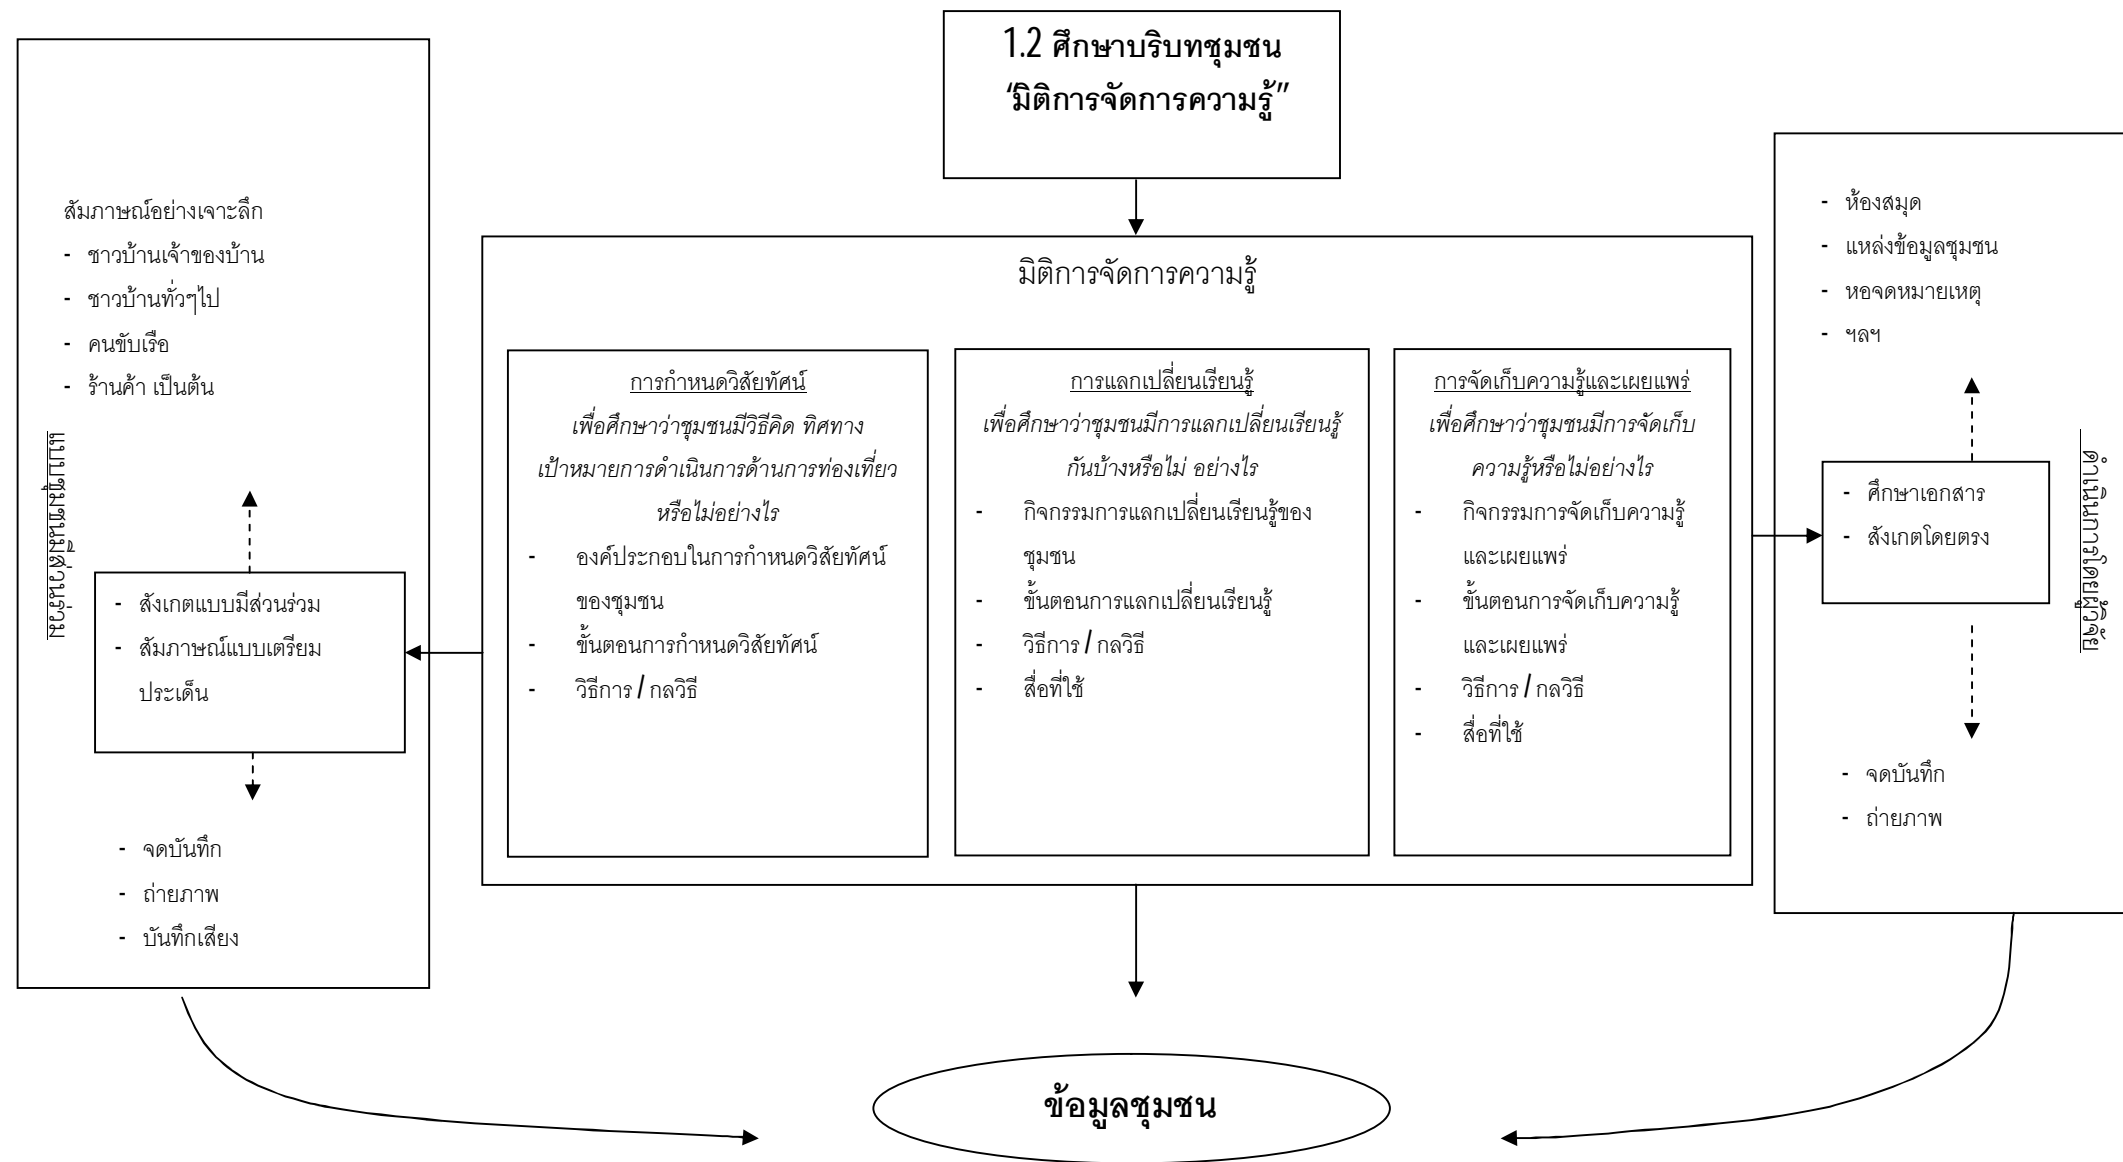 1.2 ศึกษาบริบทชุมชน
“มิติการจัดการความรู้”
สัมภาษณ์อย่างเจาะลึก
- ชาวบ้านเจ้าของบ้าน
- ชาวบ้านทั่วๆไป
- คนขับเรือ
- ร้านค้า เป็นต้น
แบบชุมชนมีส่วนร่วม
- สังเกตแบบมีส่วนร่วม
- สัมภาษณ์แบบเตรียม
ประเด็น
- จดบันทึก
- ถ่ายภาพ
- บันทึกเสียง
มิติการจัดการความรู้
การกำหนดวิสัยทัศน์
เพื่อศึกษาว่าชุมชนมีวิธีคิด ทิศทาง
เป้าหมายการดำเนินการด้านการท่องเที่ยว
หรือไม่อย่างไร
- องค์ประกอบในการกำหนดวิสัยทัศน์
ของชุมชน
- ขั้นตอนการกำหนดวิสัยทัศน์
- วิธีการ / กลวิธี
การแลกเปลี่ยนเรียนรู้
เพื่อศึกษาว่าชุมชนมีการแลกเปลี่ยนเรียนรู้
กันบ้างหรือไม่ อย่างไร
- กิจกรรมการแลกเปลี่ยนเรียนรู้ของ
ชุมชน
- ขั้นตอนการแลกเปลี่ยนเรียนรู้
- วิธีการ / กลวิธี
- สื่อที่ใช้
การจัดเก็บความรู้และเผยแพร่
เพื่อศึกษาว่าชุมชนมีการจัดเก็บ
ความรู้หรือไม่อย่างไร
- กิจกรรมการจัดเก็บความรู้
และเผยแพร่
- ขั้นตอนการจัดเก็บความรู้
และเผยแพร่
- วิธีการ / กลวิธี
- สื่อที่ใช้
- ห้องสมุด
- แหล่งข้อมูลชุมชน
- หอจดหมายเหตุ
- ฯลฯ
- ศึกษาเอกสาร
- สังเกตโดยตรง
ดำเนินการโดยผู้วิจัย
- จดบันทึก
- ถ่ายภาพ
ข้อมูลชุมชน